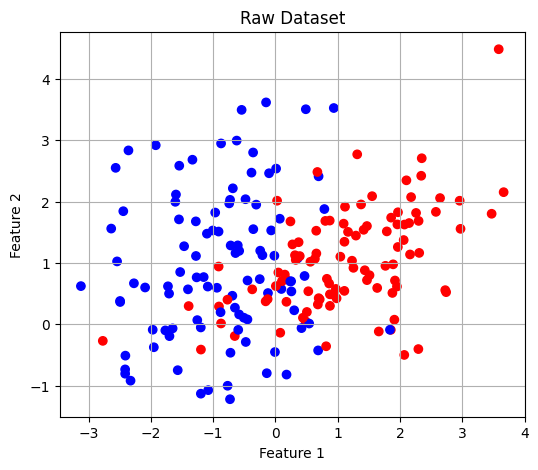 Raw Dataset
4
3
2
1
0
−1
Feature 2
−3 −2 −1 0 1 2 3 4
Feature 1